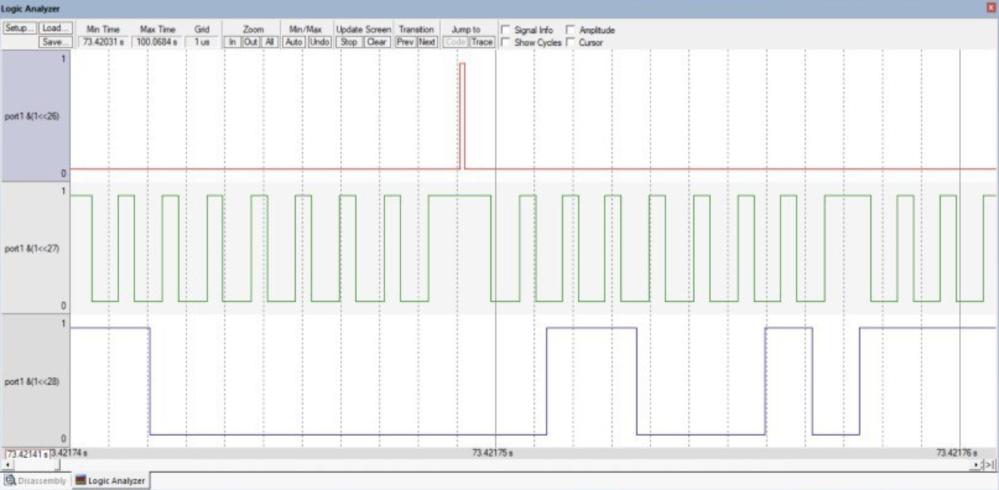 Logic Analyzer
Setup... Load... Min Time Max Time Grid Zoom Min/Max Update Screen Transition Jump to Signal Info Amplitude
Save... 73.42031 s 100.0684 s 1 us In Out All Auto Undo Stop Clear Prev Next Code Trace Show Cycles Cursor
1
port1 &(1<<26)
0
1
port1 &(1<<27)
0
1
port1 &(1<<28)
0
73.42141 s 3.42174 s 73.42175 s 73.42176 s
Disassembly Logic Analyzer